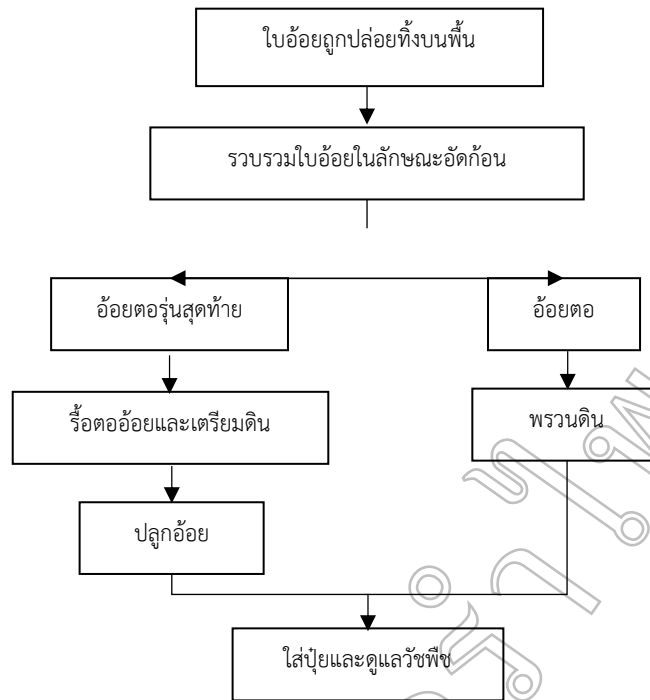 ใบอ้อยถูกปล่อยทิ้งบนพื้น
รวบรวมใบอ้อยในลักษณะอัดก้อน
อ้อยตอรุ่นสุดท้าย
อ้อยตอ
รื้อตออ้อยและเตรียมดิน
พรวนดิน
ปลูกอ้อย
ใส่ปุ๋ยและดูแลวัชพืช